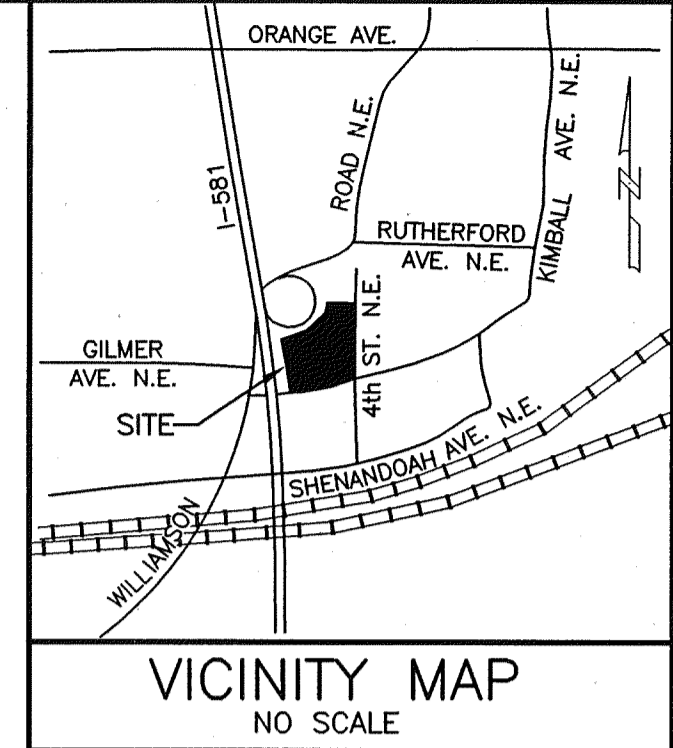 ORANGE AVE.
I-581
ROAD N.E.
KIMBALL AVE. N.E.
N
RUTHERFORD
AVE. N.E.
4th ST. N.E.
GILMER
AVE. N.E.
SITE
SHENANDOAH AVE. N.E.
WILLIAMSON
VICINITY MAP
NO SCALE